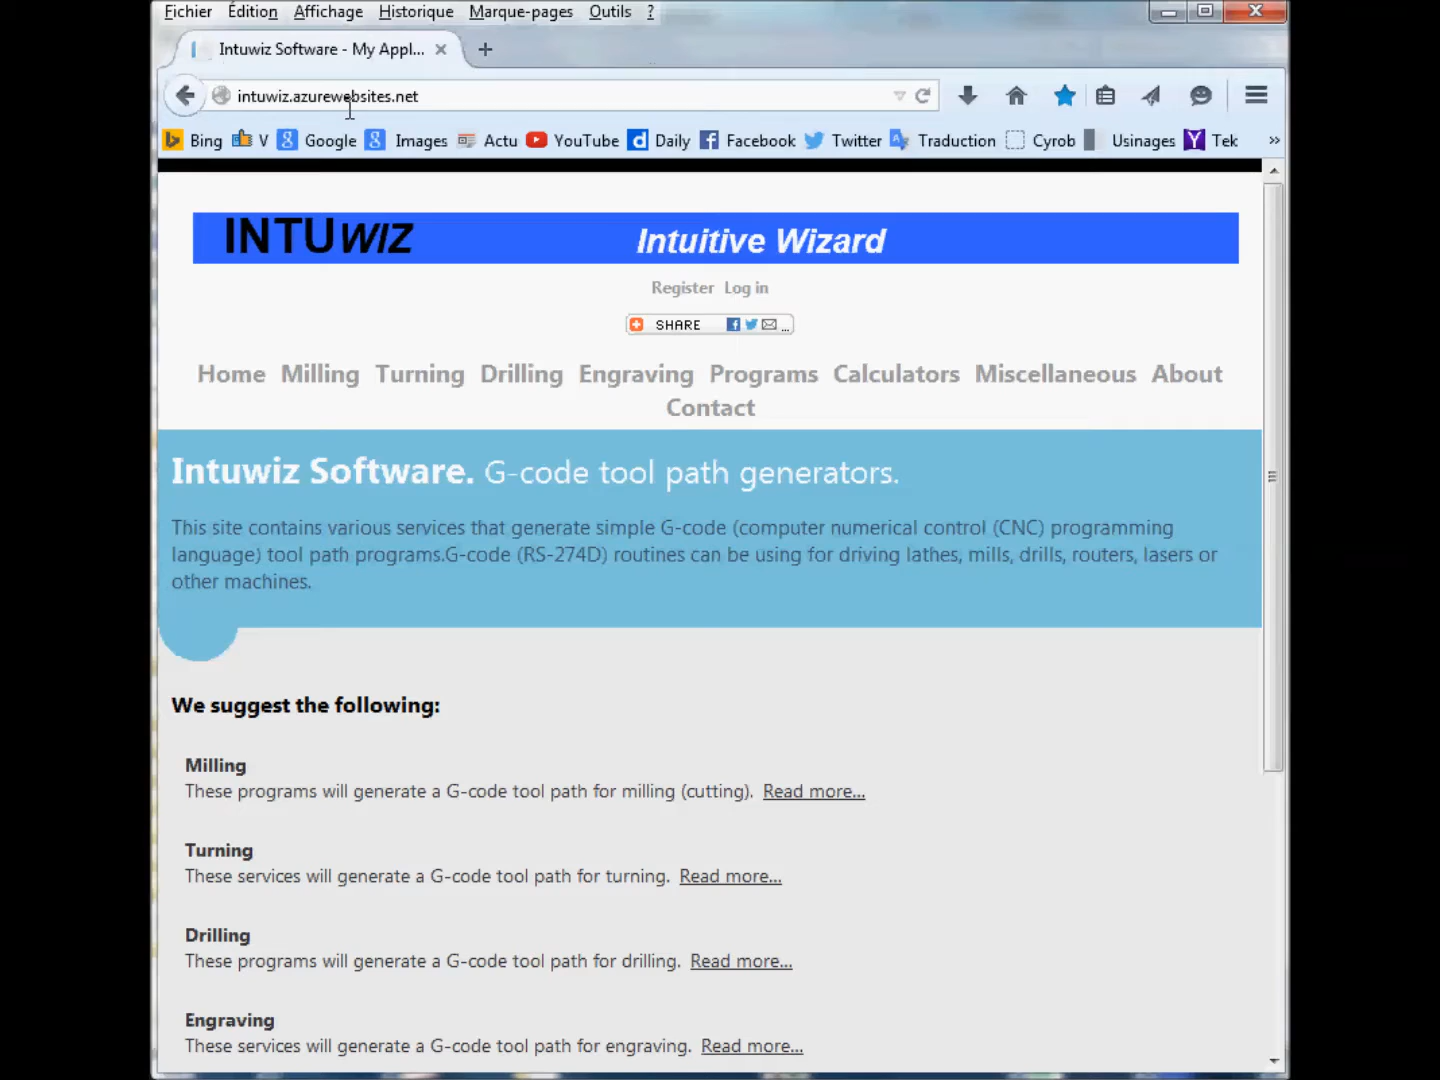 Fichier Édition Affichage Historique Marque-pages Outils ?
Intuwiz Software - My Appl...
intuwiz.azurewebsites.net
Bing V Google Images Actu YouTube Daily Facebook Twitter Traduction Cyrob Usinages Tek »
INTUWIZ Intuitive Wizard
Register Log in
SHARE ...
Home Milling Turning Drilling Engraving Programs Calculators Miscellaneous About
Contact
Intuwiz Software. G-code tool path generators.
This site contains various services that generate simple G-code (computer numerical control (CNC) programming
language) tool path programs.G-code (RS-274D) routines can be using for driving lathes, mills, drills, routers, lasers or
other machines.
We suggest the following:
Milling
These programs will generate a G-code tool path for milling (cutting). Read more...
Turning
These services will generate a G-code tool path for turning. Read more...
Drilling
These programs will generate a G-code tool path for drilling. Read more...
Engraving
These services will generate a G-code tool path for engraving. Read more...